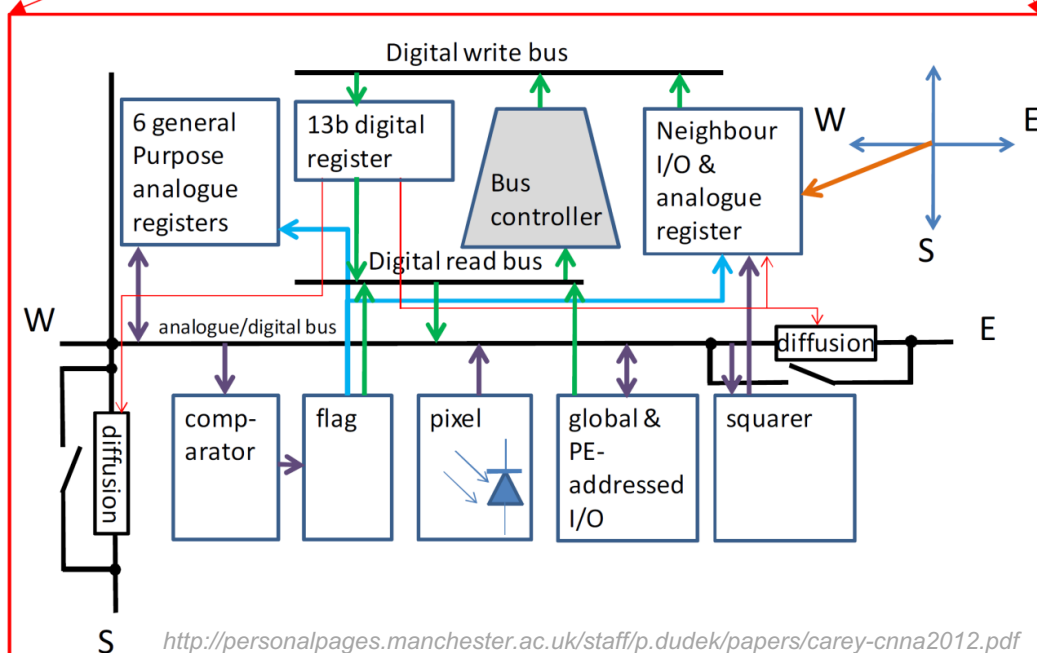 Digital write bus
6 general
Purpose
analogue
registers
13b digital
register
Bus
controller
Neighbour
I/O &
analogue
register
W
E
S
Digital read bus
W
analogue/digital bus
diffusion
E
comp-
arator
flag
pixel
global &
PE-
addressed
I/O
squarer
diffusion
S
http://personalpages.manchester.ac.uk/staff/p.dudek/papers/carey-cnna2012.pdf